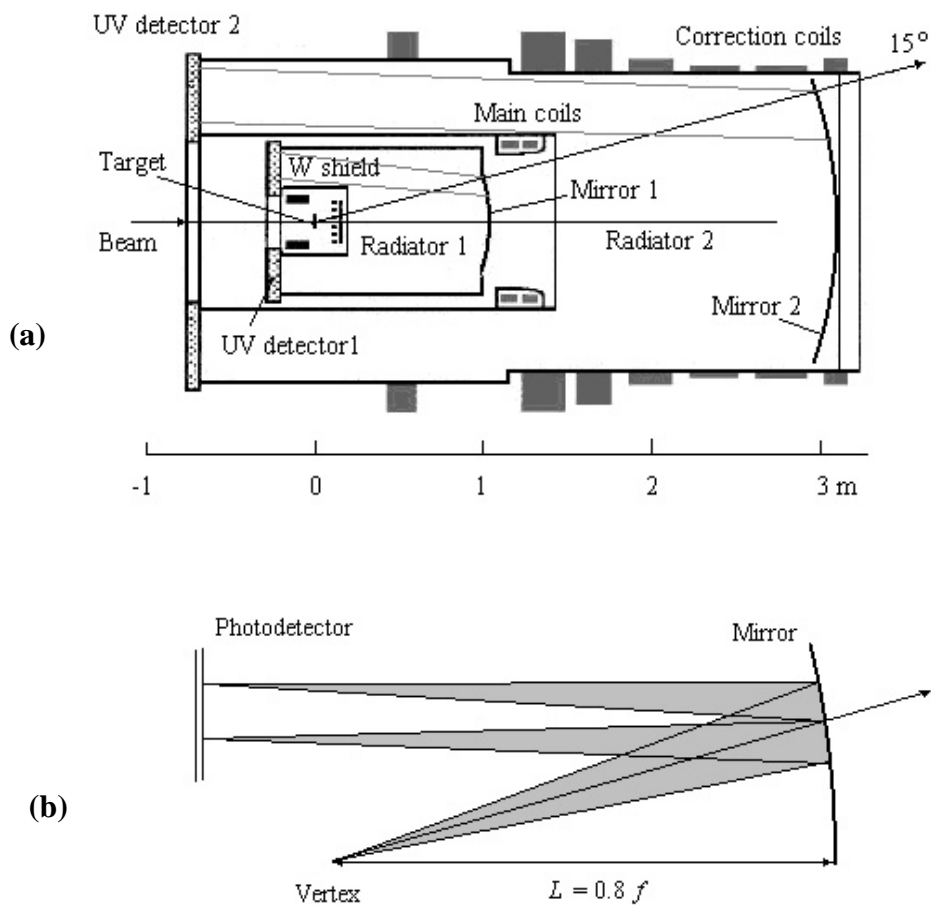 UV detector 2
Correction coils
15°
Main coils
Target
W shield
Mirror 1
Beam
Radiator 1
Radiator 2
Mirror 2
(a)
UV detector1
-1 0 1 2 3 m
Photodetector
Mirror
(b)
Vertex
L = 0.8 f